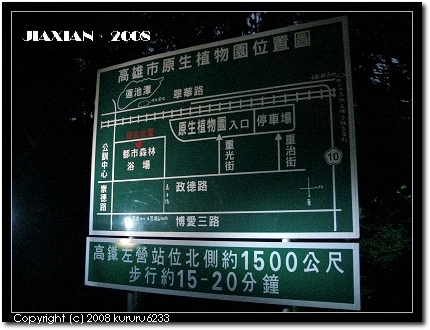 JIAXIAN · 2008
高雄市原生植物園位置圖
蓮池潭
翠華路
原生植物園 入口
停車場
都市森林
浴場
公訓中心
重光街
重治街
10
崇德路
政德路
博愛三路
高鐵左營站位北側約1500公尺
步行約15-20分鐘
Copyright (c) 2008 kururu6233